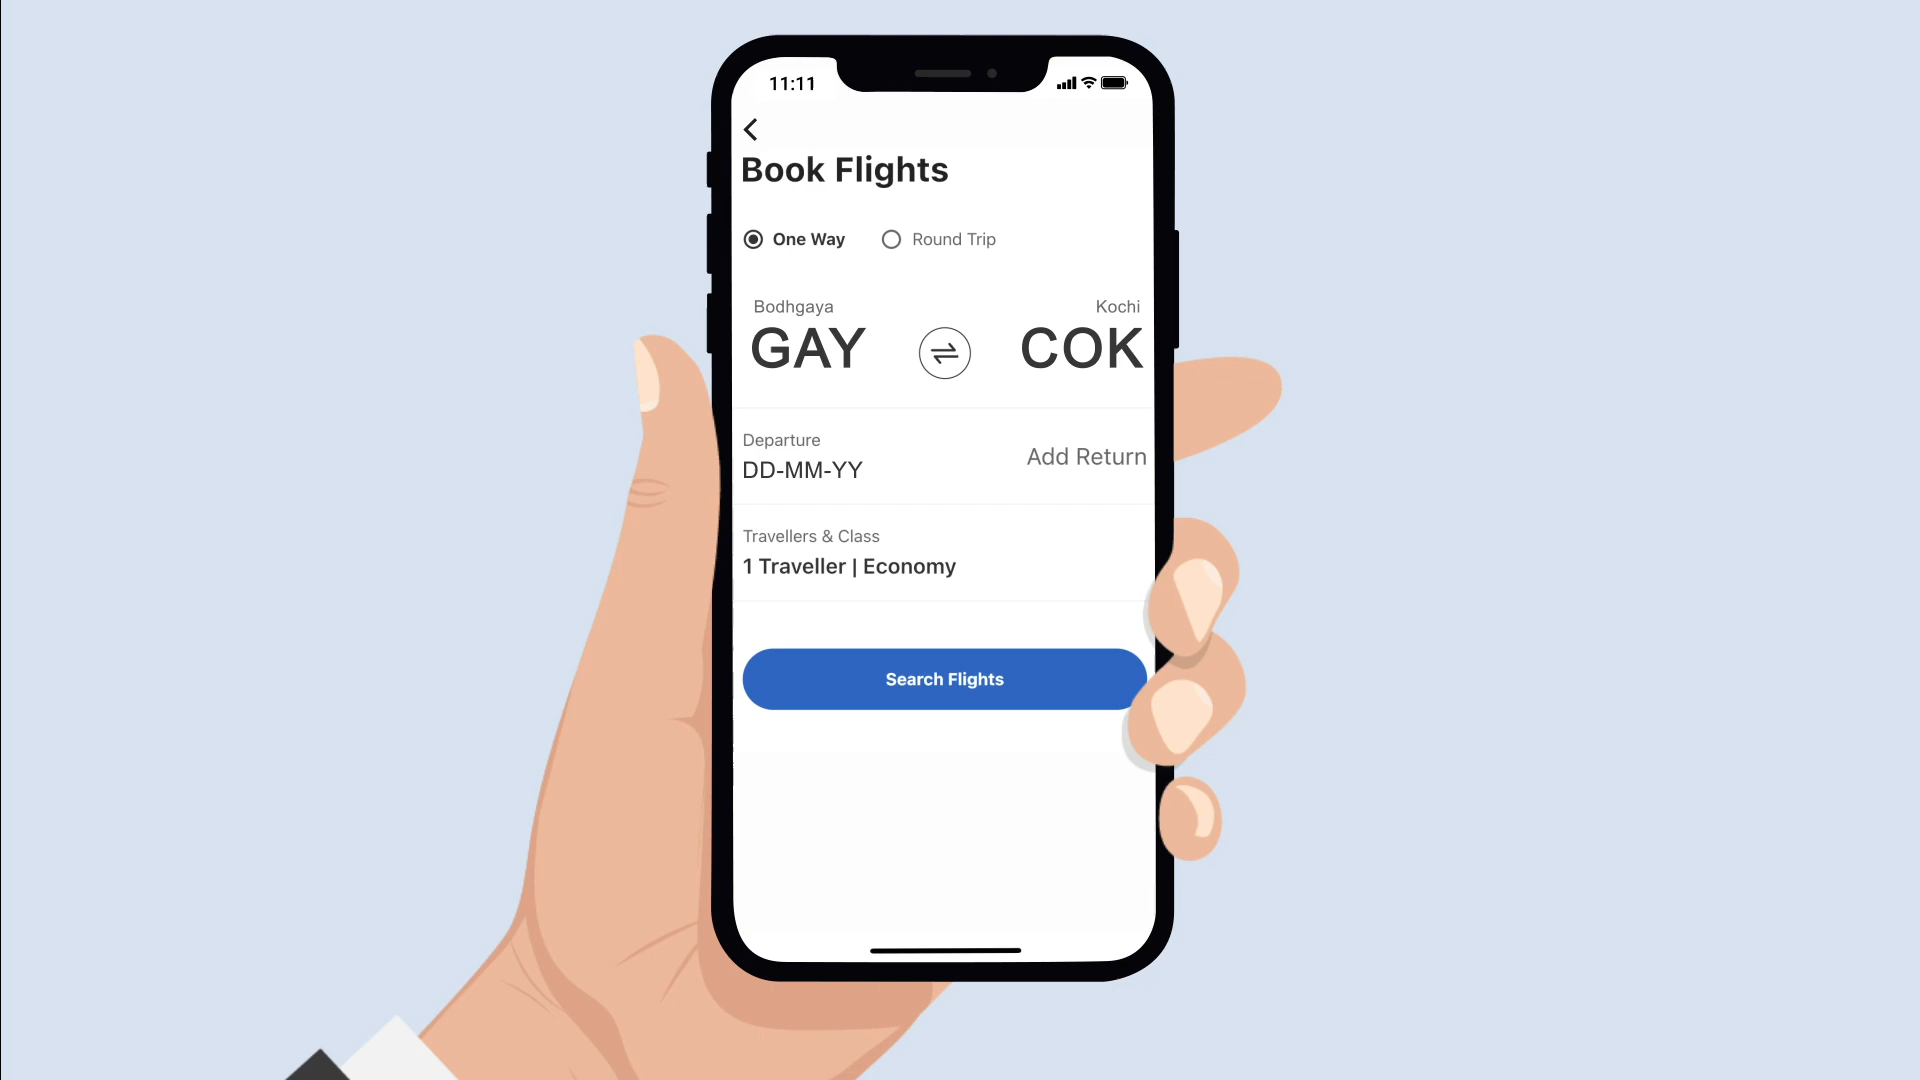 11:11
Book Flights
One Way Round Trip
Bodhgaya Kochi
GAY COK
Departure
DD-MM-YY Add Return
Travellers & Class
1 Traveller | Economy
Search Flights